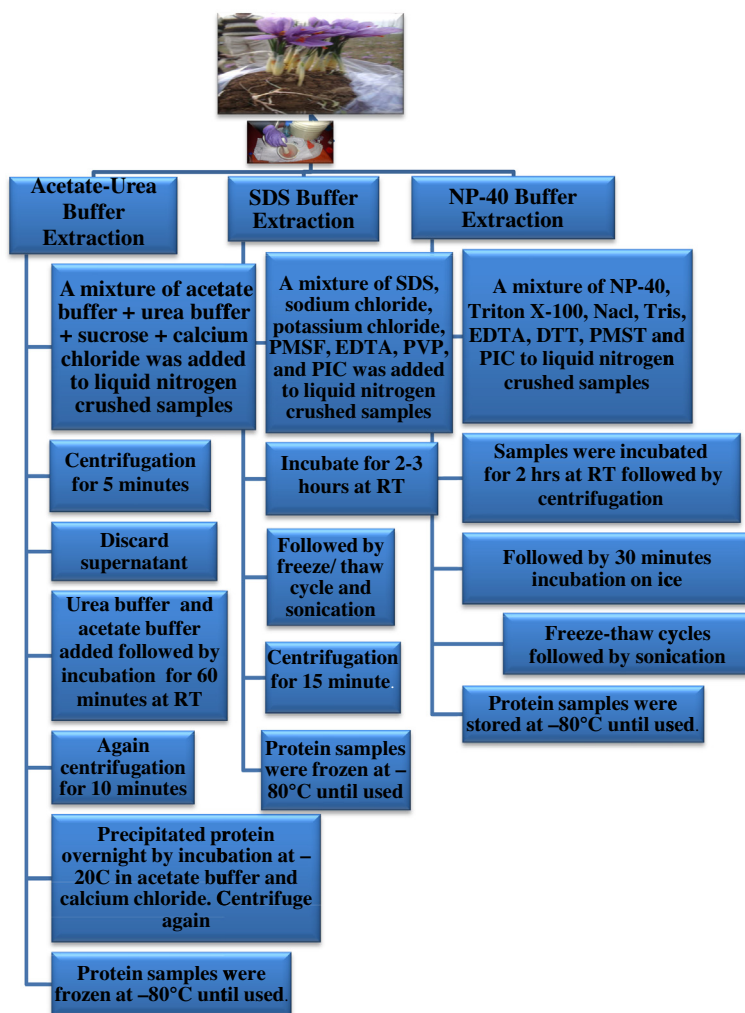 Acetate-Urea
Buffer
Extraction
A mixture of acetate
buffer + urea buffer
+ sucrose + calcium
chloride was added
to liquid nitrogen
crushed samples
Centrifugation
for 5 minutes
Discard
supernatant
Urea buffer and
acetate buffer
added followed by
incubation for 60
minutes at RT
Again
centrifugation
for 10 minutes
Precipitated protein
overnight by incubation at –
20C in acetate buffer and
calcium chloride. Centrifuge
again
Protein samples were
frozen at –80°C until used.
SDS Buffer
Extraction
A mixture of SDS,
sodium chloride,
potassium chloride,
PMSF, EDTA, PVP,
and PIC was added
to liquid nitrogen
crushed samples
Incubate for 2-3
hours at RT
Followed by
freeze/ thaw
cycle and
sonication
Centrifugation
for 15 minute.
Protein samples
were frozen at –
80°C until used
NP-40 Buffer
Extraction
A mixture of NP-40,
Triton X-100, Nacl, Tris,
EDTA, DTT, PMST and
PIC to liquid nitrogen
crushed samples
Samples were incubated
for 2 hrs at RT followed by
centrifugation
Followed by 30 minutes
incubation on ice
Freeze-thaw cycles
followed by sonication
Protein samples were
stored at –80°C until used.